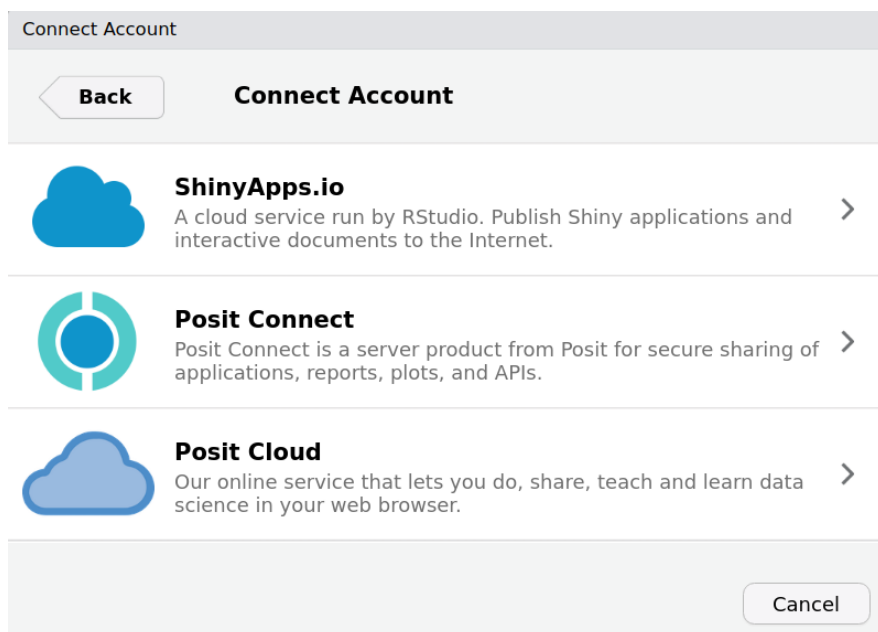 Connect Account
Back
Connect Account
ShinyApps.io
A cloud service run by RStudio. Publish Shiny applications and
interactive documents to the Internet.
Posit Connect
Posit Connect is a server product from Posit for secure sharing of
applications, reports, plots, and APIs.
Posit Cloud
Our online service that lets you do, share, teach and learn data
science in your web browser.
Cancel